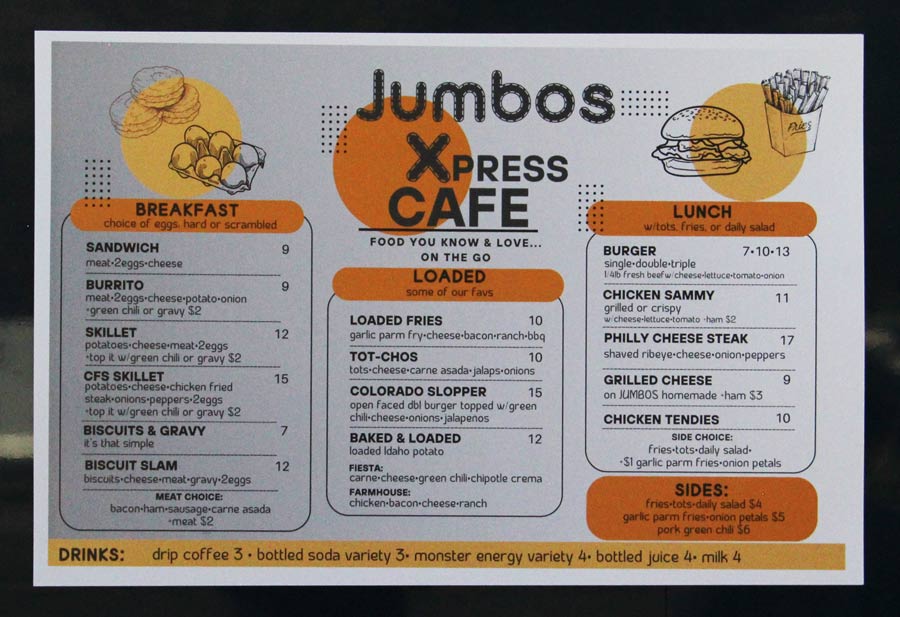 Jumbos
XPRESS
CAFE
FOOD YOU KNOW & LOVE...
ON THE GO
BREAKFAST
choice of eggs, hard or scrambled
SANDWICH 9
meat•2eggs•cheese
BURRITO 9
meat•2eggs•cheese•potato•onion
•green chili or gravy $2
SKILLET 12
potatoes•cheese•meat•2eggs
•top it w/green chili or gravy $2
CFS SKILLET 15
potatoes•cheese•chicken fried
steak•onions•peppers•2eggs
•top it w/green chili or gravy $2
BISCUITS & GRAVY 7
it's that simple
BISCUIT SLAM 12
biscuits•cheese•meat•gravy•2eggs
MEAT CHOICE:
bacon•ham•sausage•carne asada
•meat $2
LOADED
some of our favs
LOADED FRIES 10
garlic parm fry•cheese•bacon•ranch•bbq
TOT-CHOS 10
tots•cheese•carne asada•jalaps•onions
COLORADO SLOPPER 15
open faced dbl burger topped w/green
chili•cheese•onions•jalapenos
BAKED & LOADED 12
loaded Idaho potato
FIESTA:
carne•cheese•green chili•chipotle crema
FARMHOUSE:
chicken•bacon•cheese•ranch
Fries
LUNCH
w/tots, fries, or daily salad
BURGER 7•10•13
single•double•triple
1/4lb fresh beef w/cheese•lettuce•tomato•onion
CHICKEN SAMMY 11
grilled or crispy
w/cheese•lettuce•tomato •ham $2
PHILLY CHEESE STEAK 17
shaved ribeye•cheese•onion•peppers
GRILLED CHEESE 9
on JUMBOS homemade •ham $3
CHICKEN TENDIES 10
SIDE CHOICE:
fries•tots•daily salad•
•$1 garlic parm fries•onion petals
SIDES:
fries•tots•daily salad $4
garlic parm fries•onion petals $5
pork green chili $6
DRINKS: drip coffee 3 • bottled soda variety 3• monster energy variety 4• bottled juice 4• milk 4